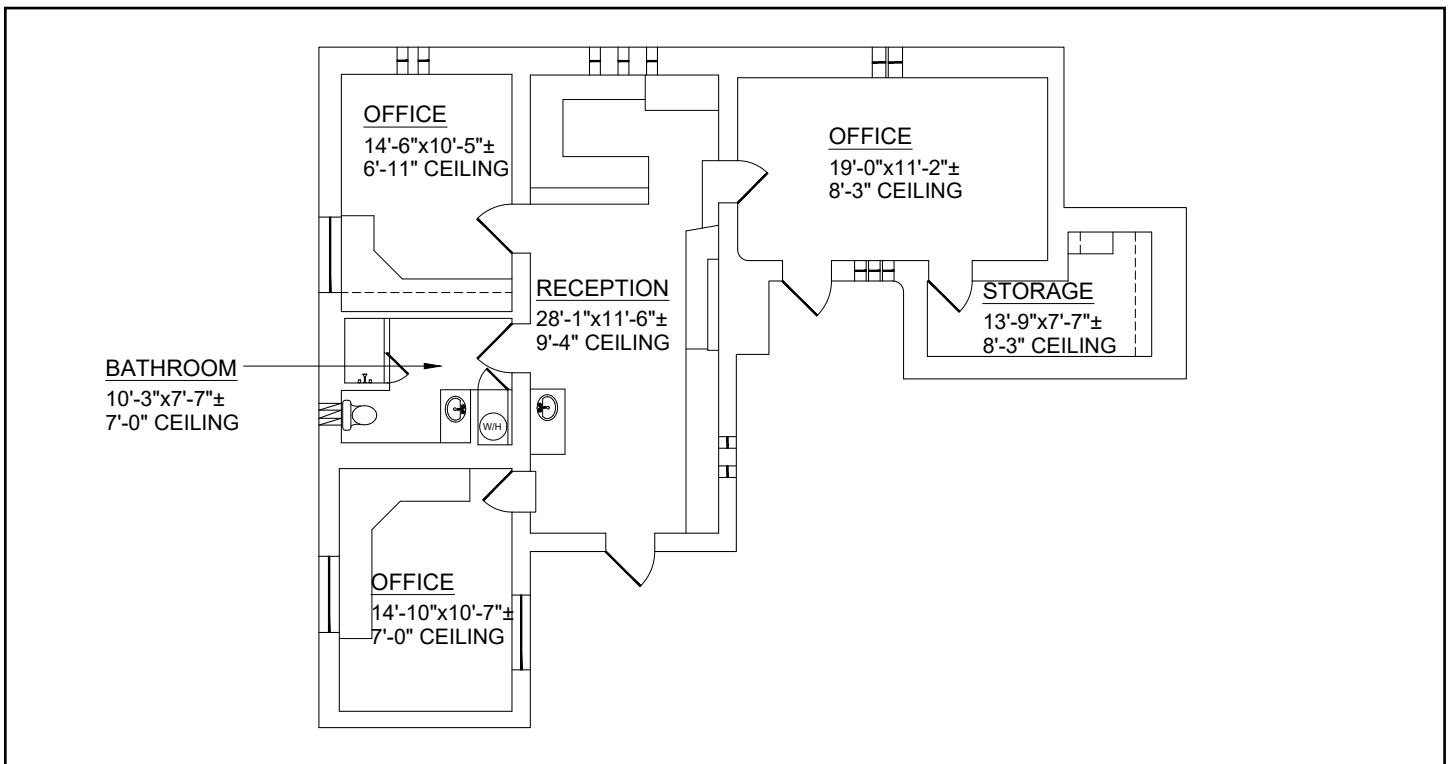 OFFICE
14'-6"x10'-5"±
6'-11" CEILING
OFFICE
19'-0"x11'-2"±
8'-3" CEILING
RECEPTION
28'-1"x11'-6"±
9'-4" CEILING
STORAGE
13'-9"x7'-7"±
8'-3" CEILING
BATHROOM
10'-3"x7'-7"±
7'-0" CEILING
W/H
OFFICE
14'-10"x10'-7"±
7'-0" CEILING